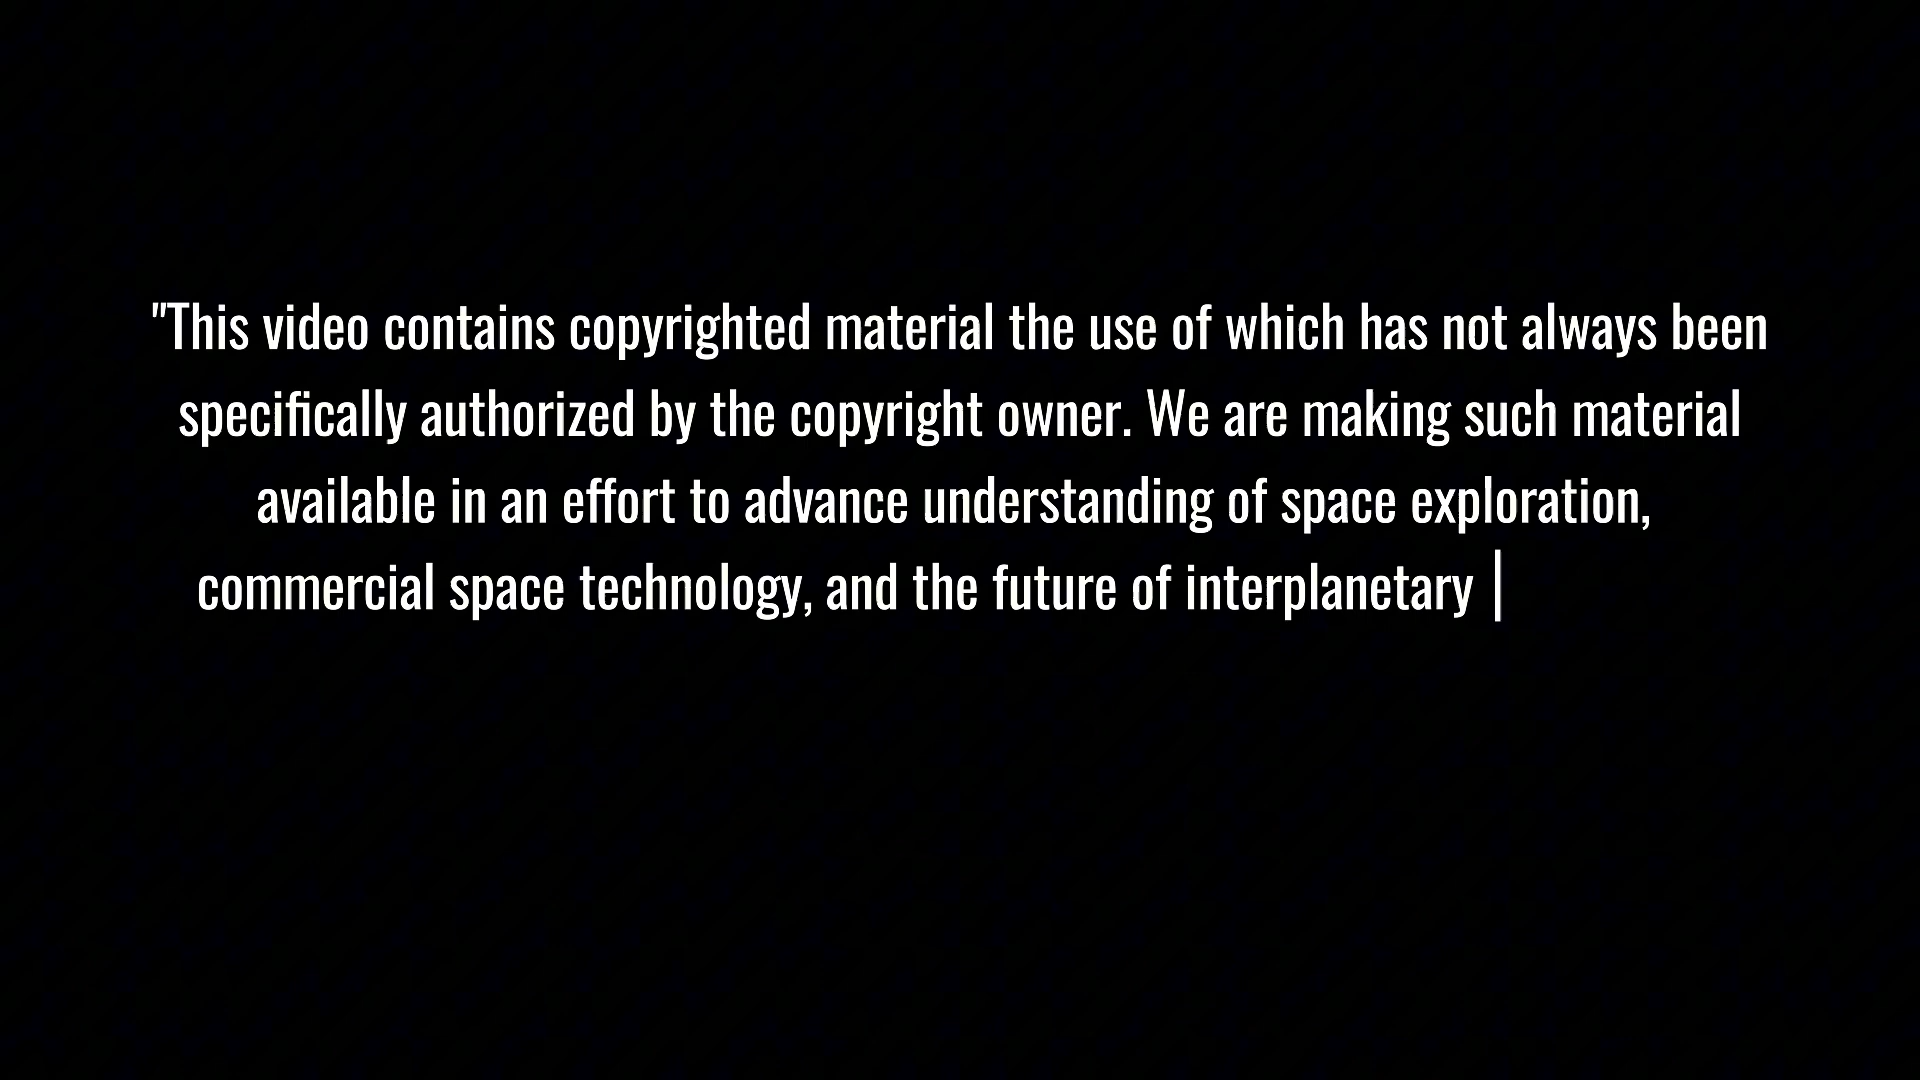 "This video contains copyrighted material the use of which has not always been
specifically authorized by the copyright owner. We are making such material
available in an effort to advance understanding of space exploration,
commercial space technology, and the future of interplanetary